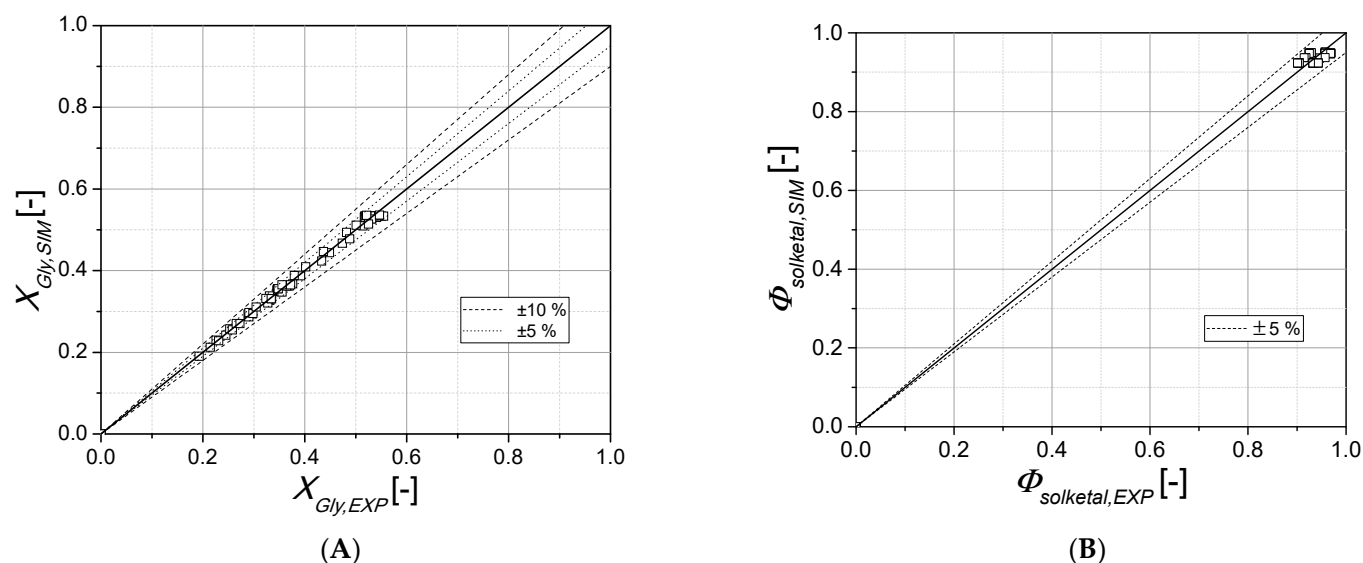 1.0
0.8
0.6
0.4
0.2
0.0
X_Gly,SIM [-]
±10 %
±5 %
0.0 0.2 0.4 0.6 0.8 1.0
X_Gly,EXP [-]
(A)
1.0
0.8
0.6
0.4
0.2
0.0
Φ_solketal,SIM [-]
±5 %
0.0 0.2 0.4 0.6 0.8 1.0
Φ_solketal,EXP [-]
(B)